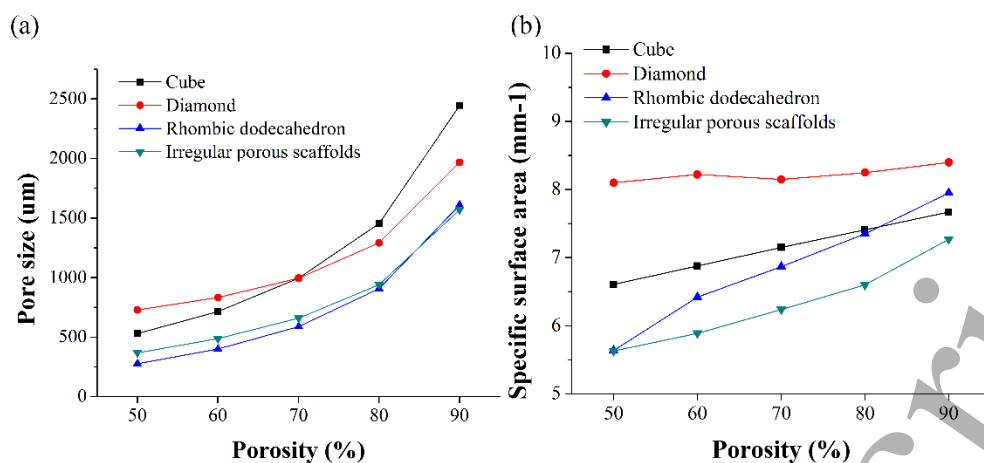 (a)
Cube
Diamond
Rhombic dodecahedron
Irregular porous scaffolds
2500
2000
1500
1000
500
0
Pore size (um)
50 60 70 80 90
Porosity (%)
(b)
Cube
Diamond
Rhombic dodecahedron
Irregular porous scaffolds
10
9
8
7
6
5
Specific surface area (mm-1)
50 60 70 80 90
Porosity (%)